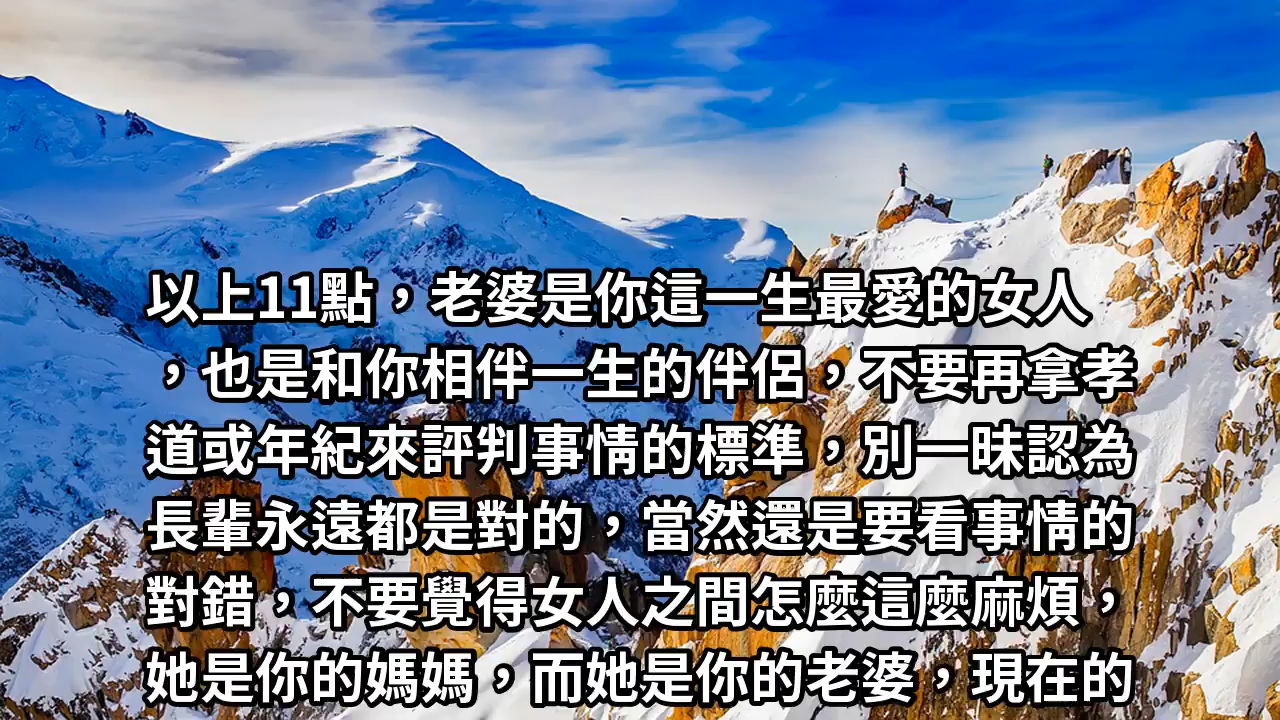 以上11點，老婆是你這一生最愛的女人
，也是和你相伴一生的伴侶，不要再拿孝
道或年紀來評判事情的標準，別一昧認為
長輩永遠都是對的，當然還是要看事情的
對錯，不要覺得女人之間怎麼這麼麻煩，
她是你的媽媽，而她是你的老婆，現在的